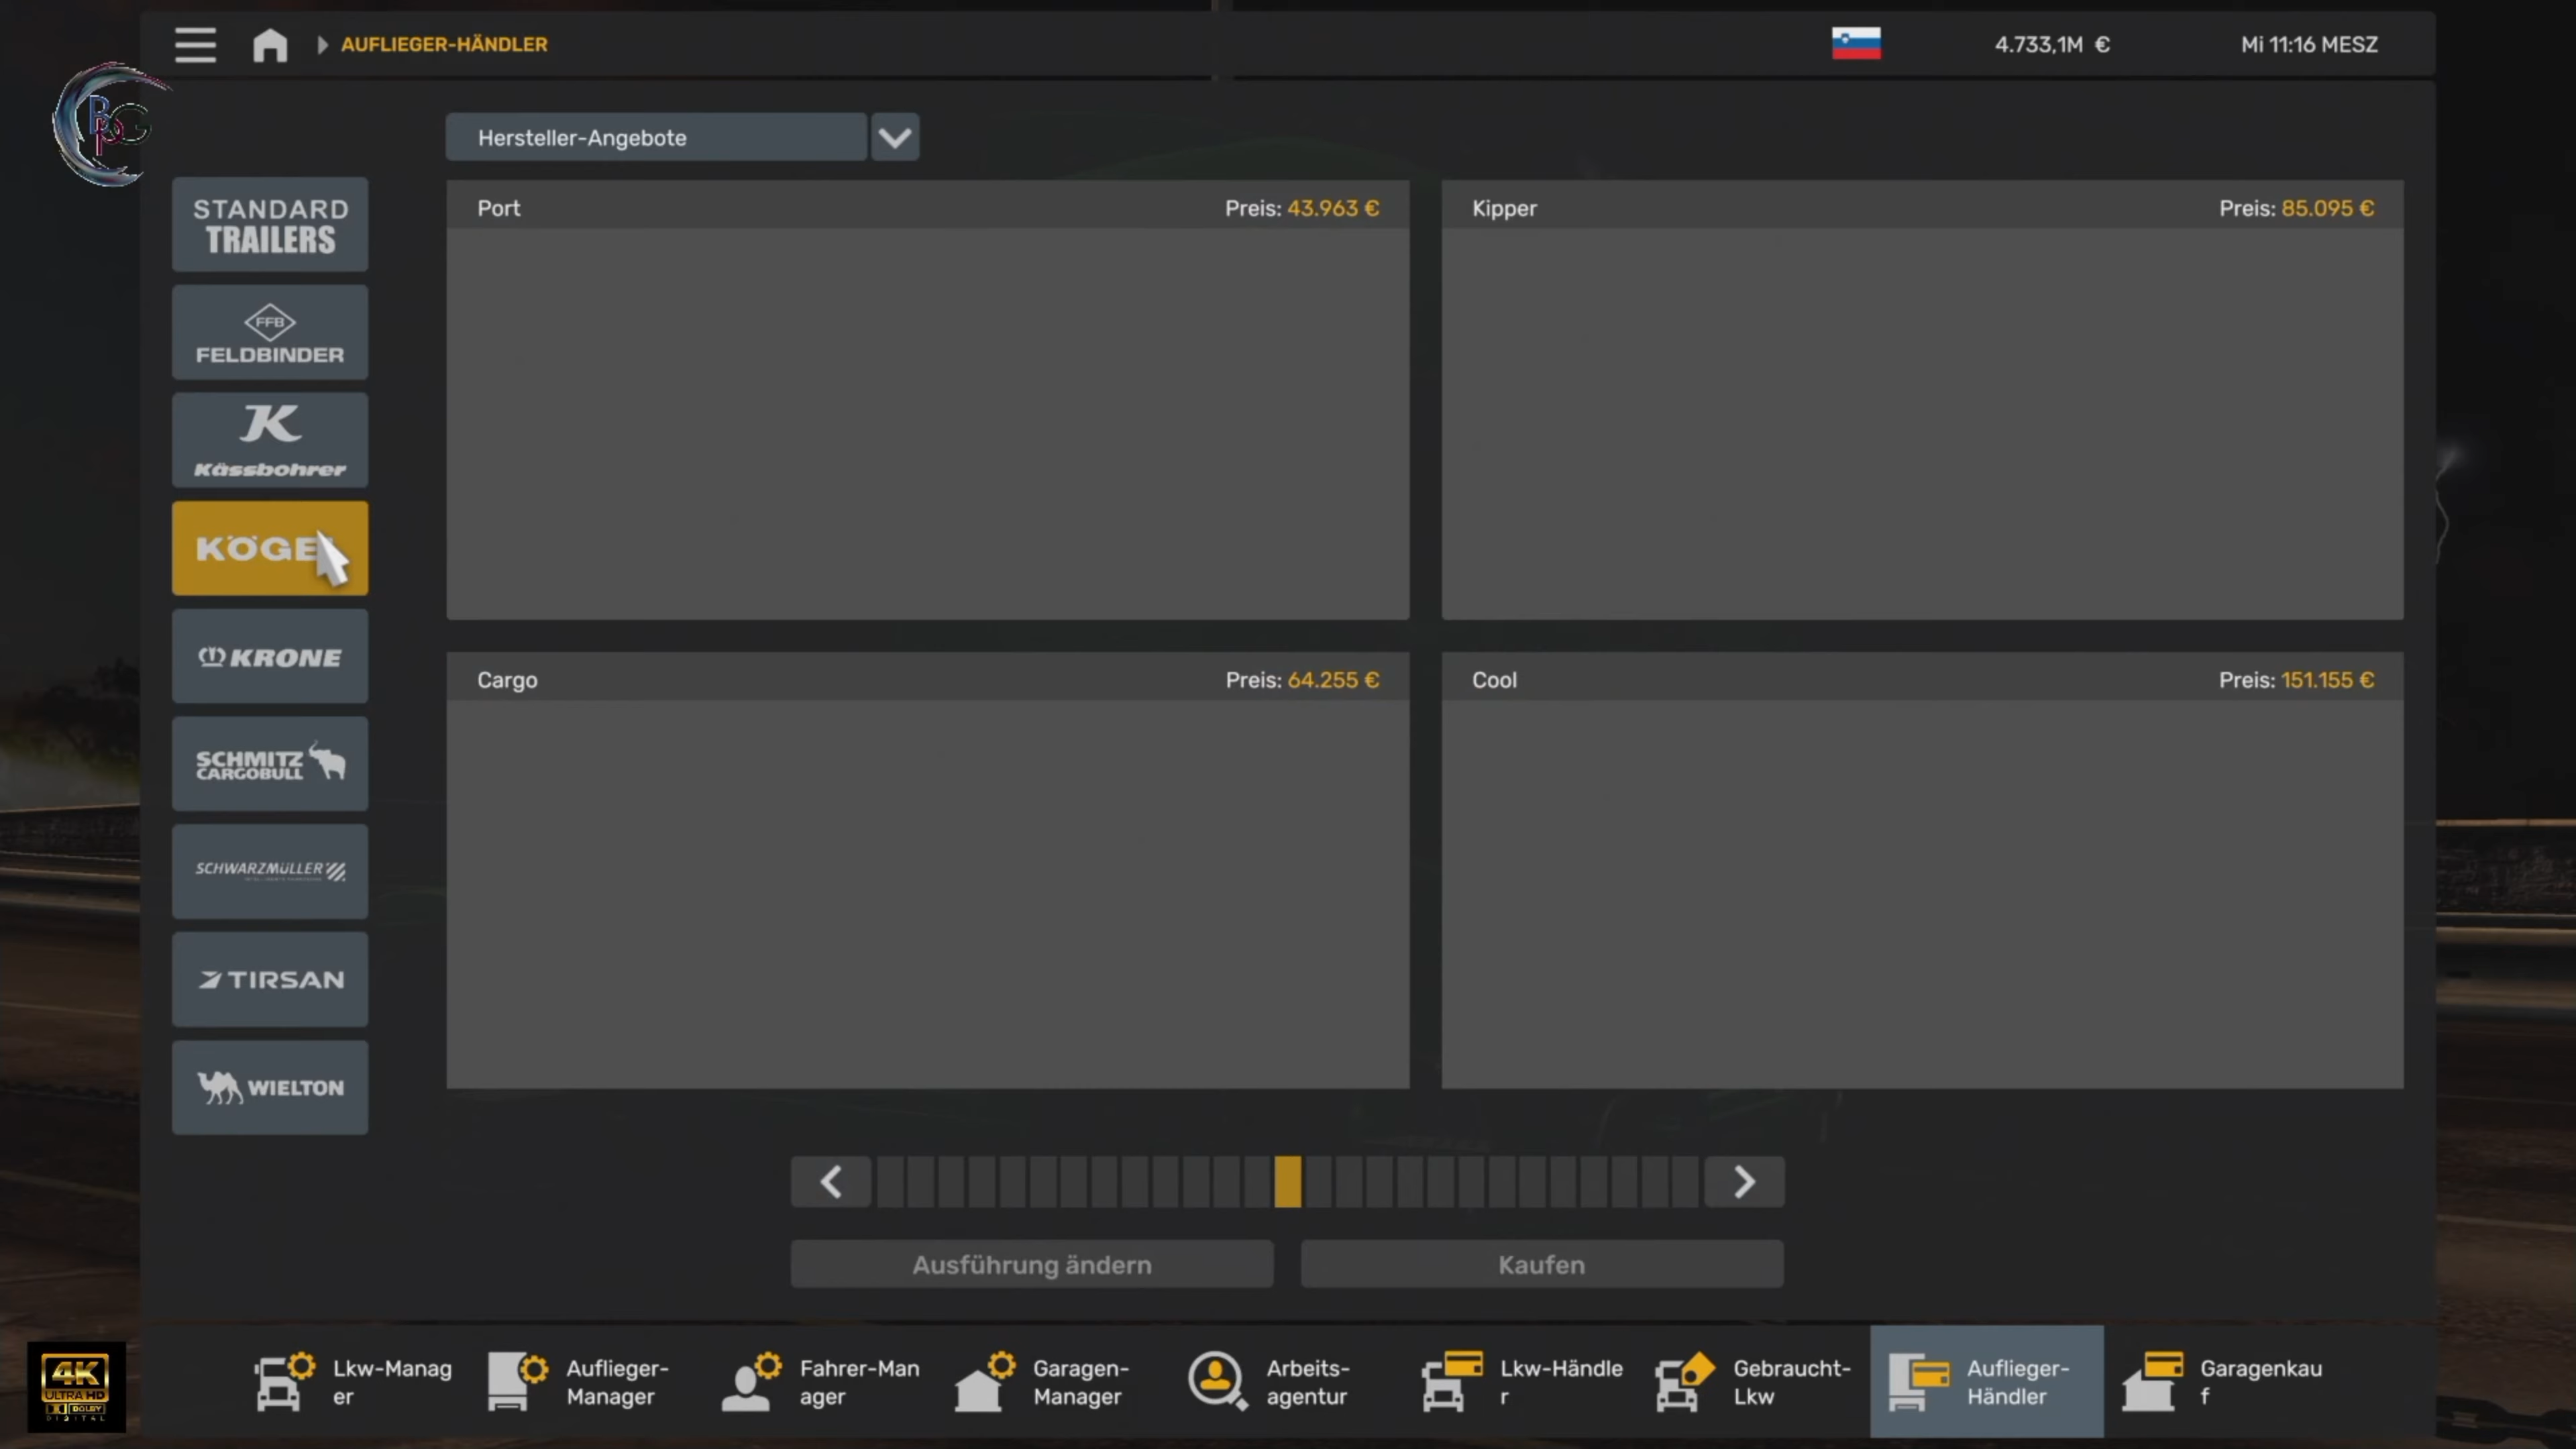 AUFLIEGER-HÄNDLER
4.733,1M €
Mi 11:16 MESZ
Hersteller-Angebote
STANDARD
TRAILERS
FFB
FELDBINDER
K
Kässbohrer
KÖGE
KRONE
SCHMITZ
CARGOBULL
SCHWARZMÜLLER
TIRSAN
WIELTON
Port
Preis: 43.963 €
Kipper
Preis: 85.095 €
Cargo
Preis: 64.255 €
Cool
Preis: 151.155 €
Ausführung ändern
Kaufen
Lkw-Manag
er
Auflieger-
Manager
Fahrer-Man
ager
Garagen-
Manager
Arbeits-
agentur
Lkw-Händle
r
Gebraucht-
Lkw
Auflieger-
Händler
Garagenkau
f
4K
ULTRA HD
DOLBY
DIGITAL